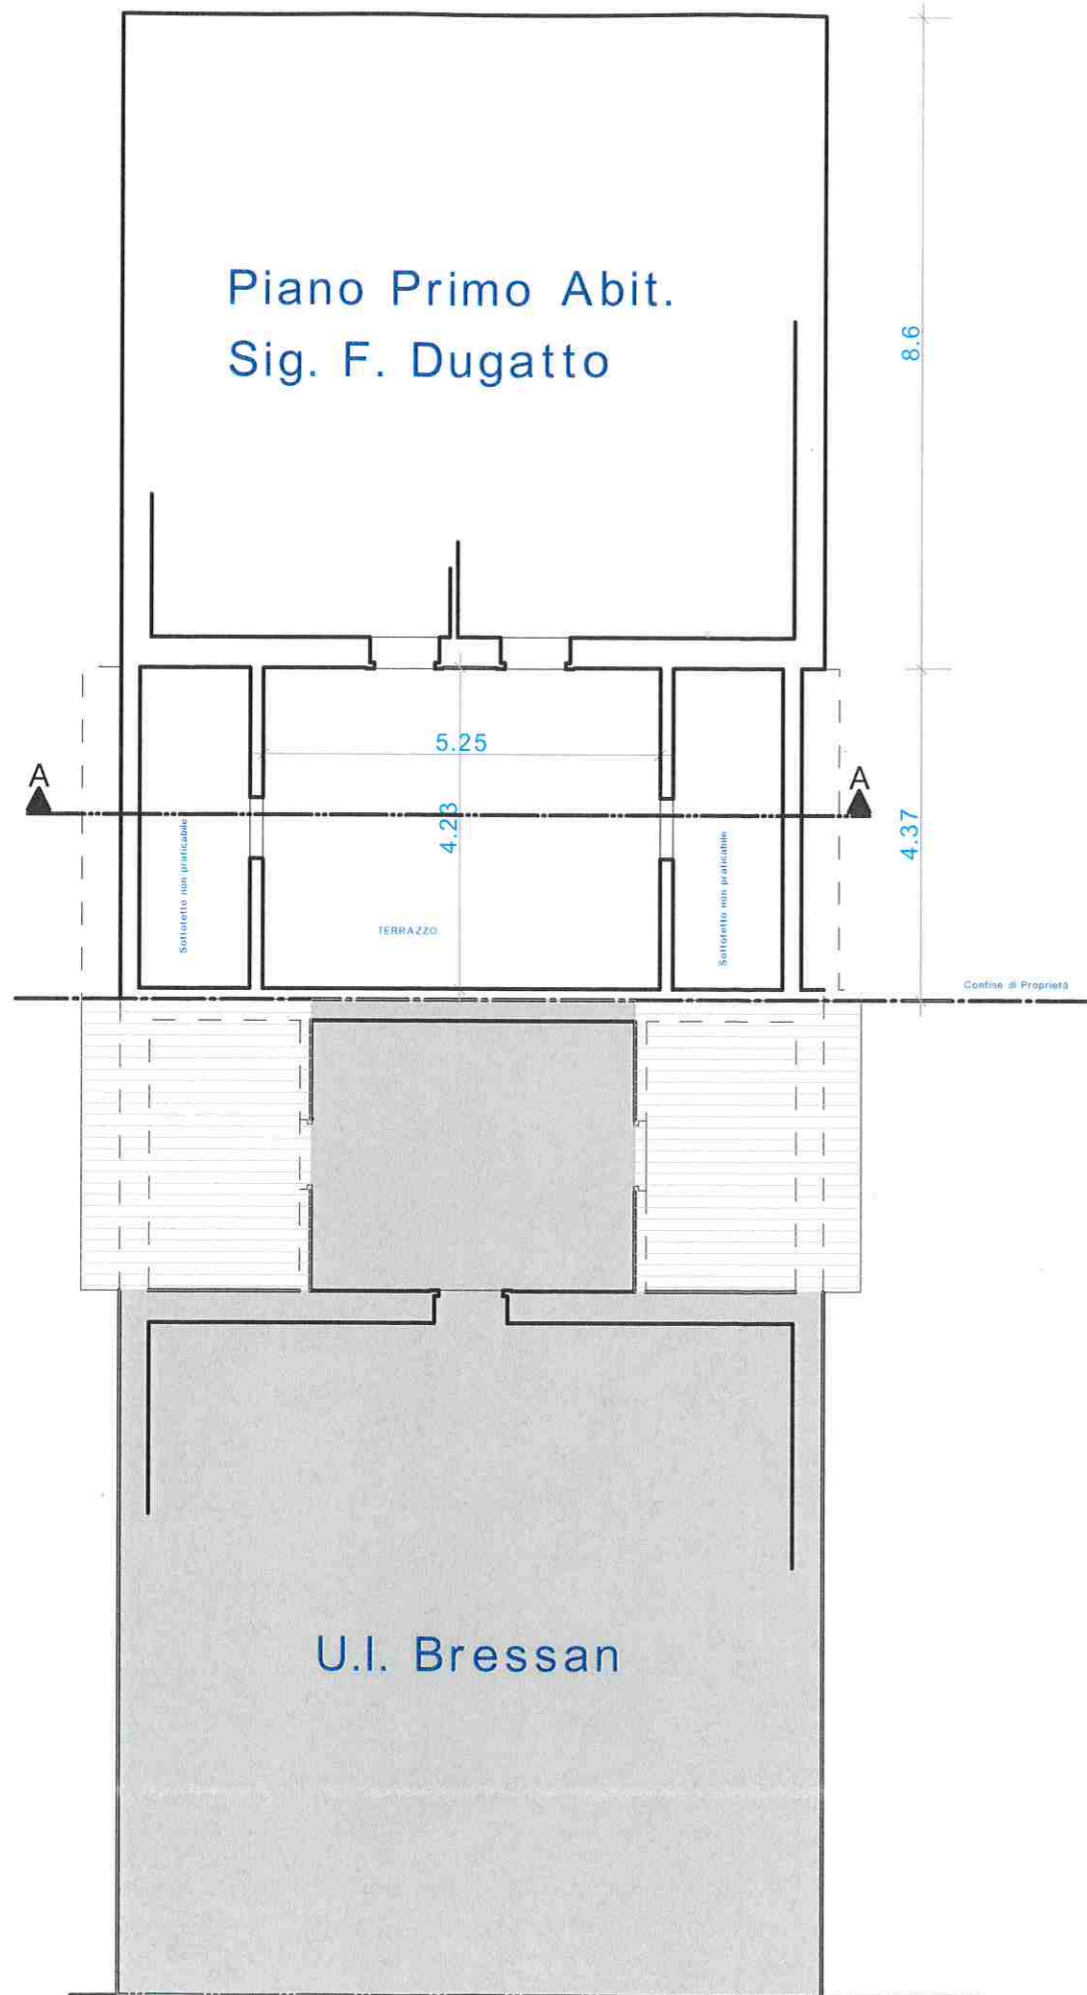 Piano Primo Abit.
Sig. F. Dugatto
8.6
5.25
A
A
4.23
4.37
Sottotetto non praticabile
Sottotetto non praticabile
TERRAZZO
Confine di Proprietà
U.I. Bressan